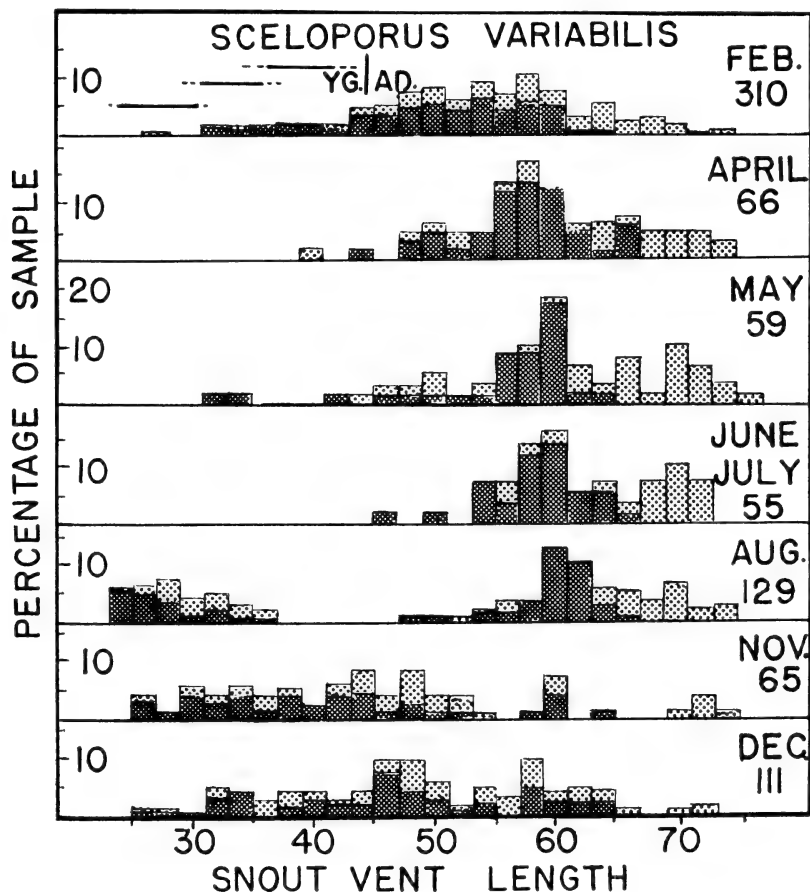 SCELOPORUS VARIABILIS
YG. AD.
FEB.
310
10
APRIL
66
10
MAY
59
20
10
JUNE
JULY
55
10
AUG.
129
10
NOV.
65
10
DEC.
111
10
PERCENTAGE OF SAMPLE
30 40 50 60 70
SNOUT VENT LENGTH